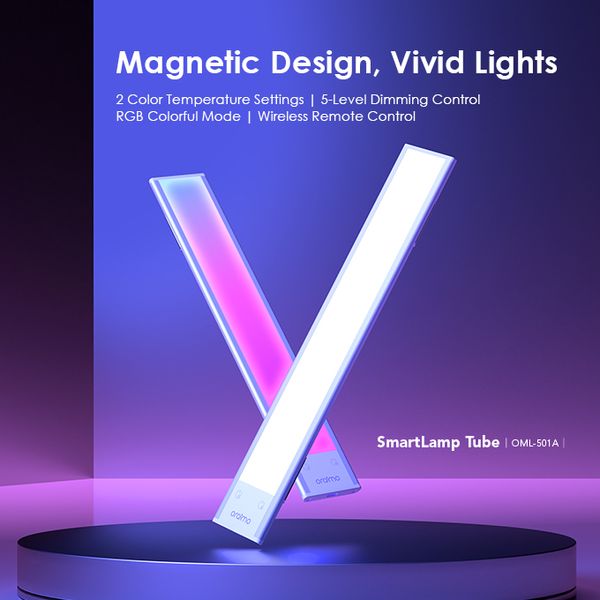 Magnetic Design, Vivid Lights
2 Color Temperature Settings | 5-Level Dimming Control
RGB Colorful Mode | Wireless Remote Control
SmartLamp Tube | OML-501A |
oraimo
oraimo